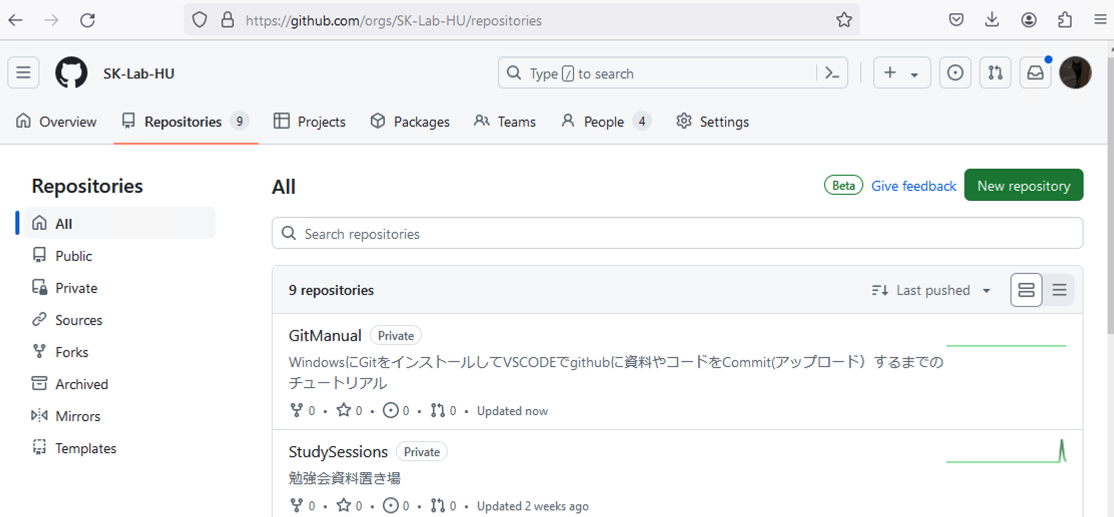 https://github.com/orgs/SK-Lab-HU/repositories
SK-Lab-HU
Type / to search
Overview
Repositories 9
Projects
Packages
Teams
People 4
Settings
Repositories
All
Public
Private
Sources
Forks
Archived
Mirrors
Templates
All
Beta
Give feedback
New repository
Search repositories
9 repositories
Last pushed
GitManual Private
WindowsにGitをインストールしてVSCODEでgithubに資料やコードをCommit(アップロード）するまでの
チュートリアル
0 • 0 • 0 • 0 • Updated now
StudySessions Private
勉強会資料置き場
0 • 0 • 0 • 0 • Updated 2 weeks ago